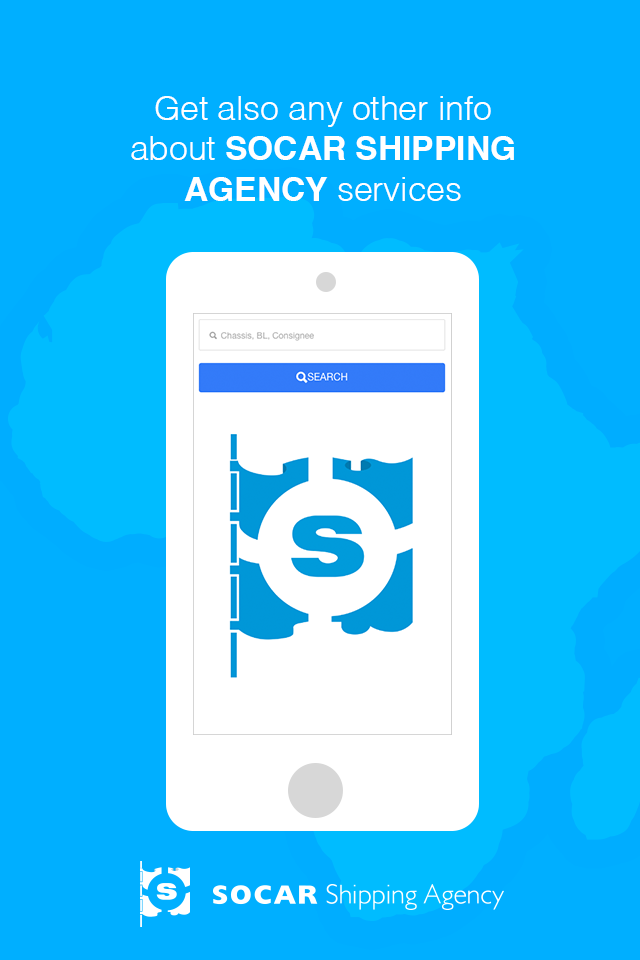 Get also any other info
about SOCAR SHIPPING
AGENCY services
Chassis, BL, Consignee
SEARCH
S
S
SOCAR Shipping Agency